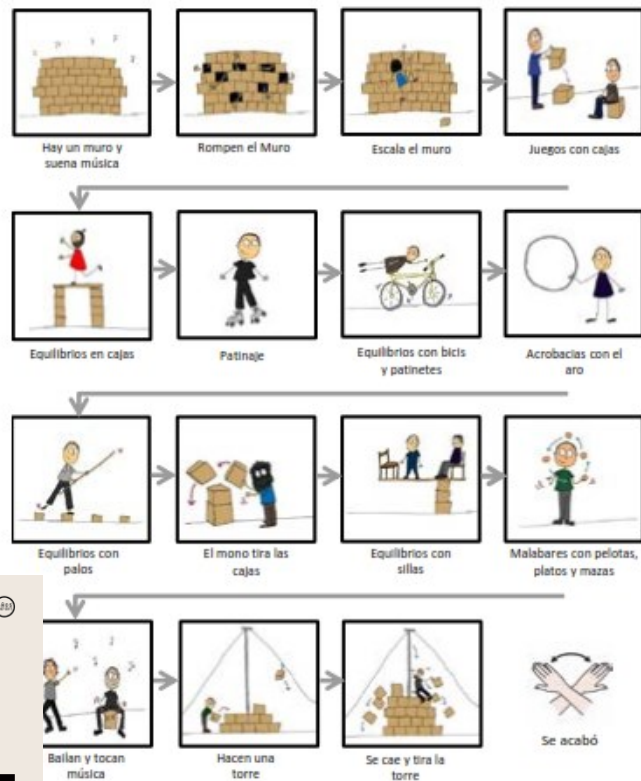 Hay un muro y
suena música
Rompen el Muro
Escala el muro
Juegos con cajas
Equilibrios en cajas
Patinaje
Equilibrios con bicis
y patinetes
Acrobacias con el
aro
Equilibrios con
palos
El mono tira las
cajas
Equilibrios con
sillas
Malabares con pelotas,
platos y mazas
Bailan y tocan
música
Hacen una
torre
Se cae y tira la
torre
Se acabó